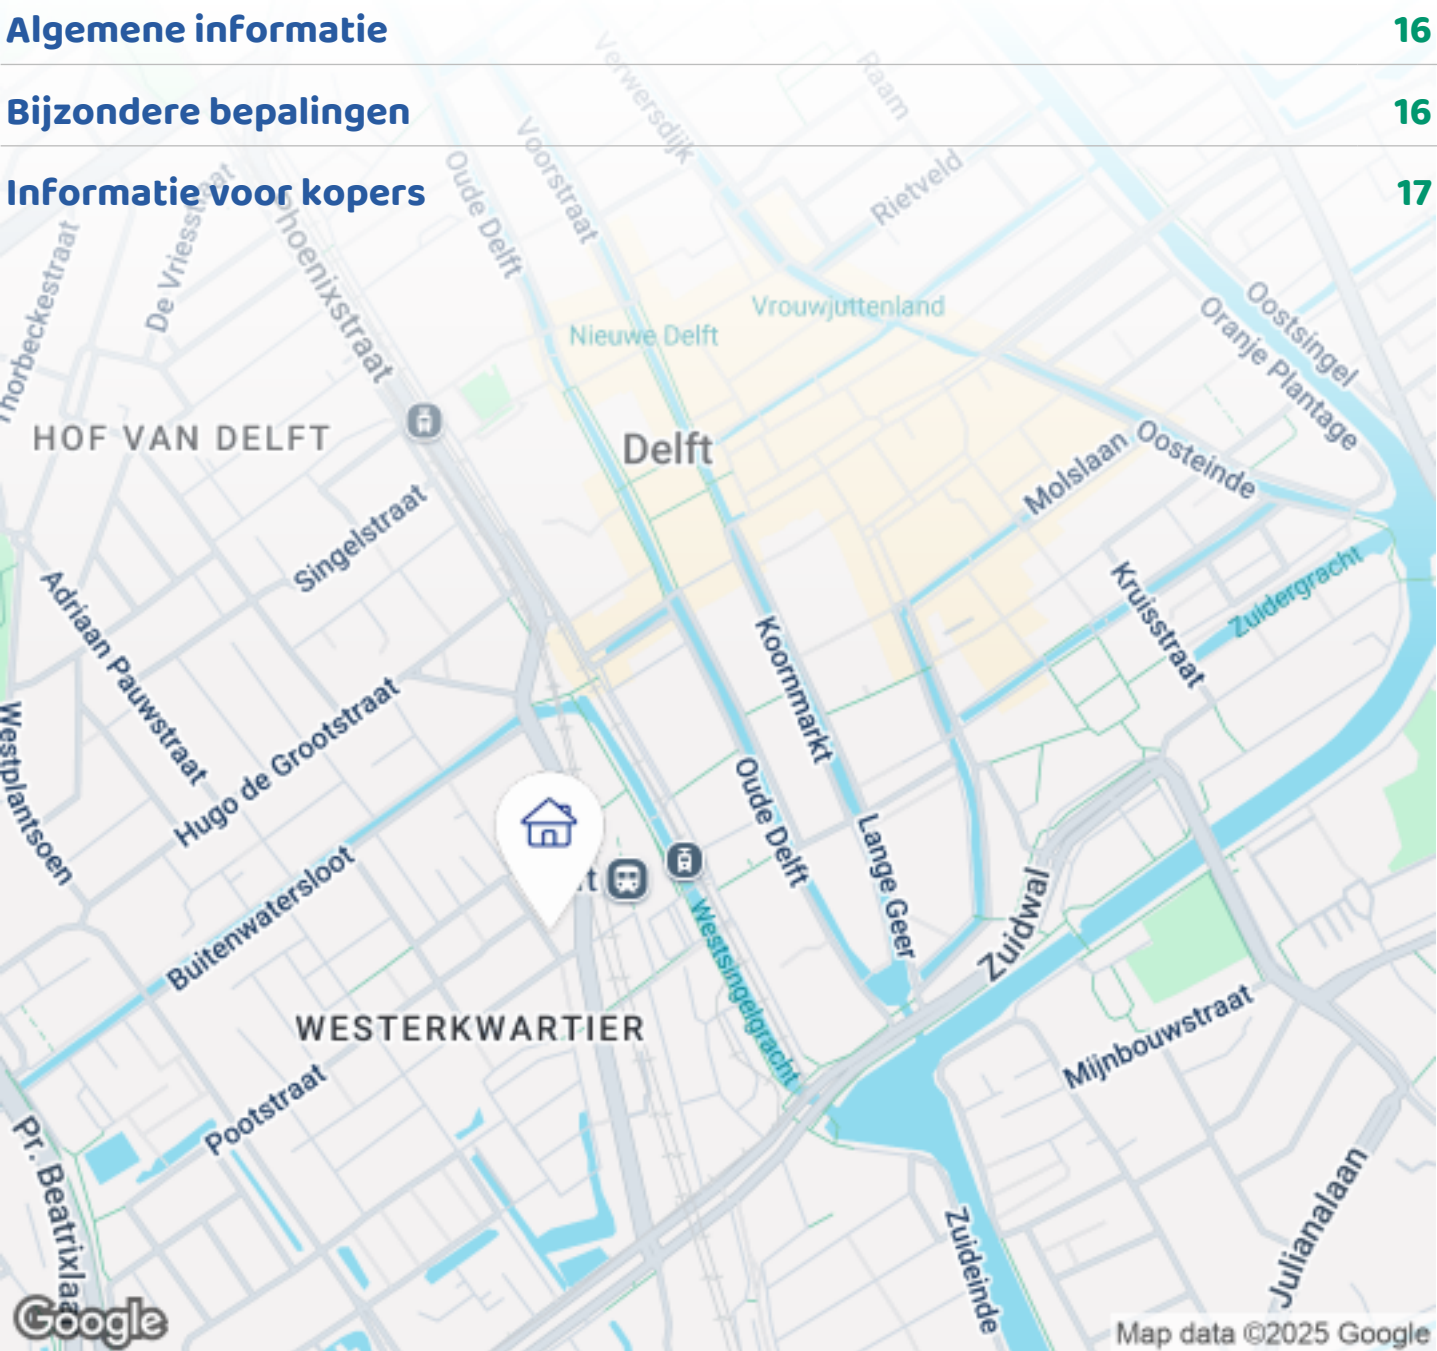 Algemene informatie 16
Bijzondere bepalingen 16
Informatie voor kopers 17
Verwersdijk
Raam
Voorstraat
Oude Delft
Rietveld
De Vriesstraat
Phoenixstraat
Thorbeckestraat
Oostsingel
Oranje Plantage
Vrouwjuttenland
Nieuwe Delft
HOF VAN DELFT
Delft
Molslaan
Oosteinde
Singelstraat
Adriaan Pauwstraat
Kruisstraat
Zuidergracht
Koornmarkt
Hugo de Grootstraat
Westplantsoen
Oude Delft
Lange Geer
Buitenwatersloot
Zuidwal
Westsingelgracht
WESTERKWARTIER
Mijnbouwstraat
Pootstraat
Pr. Beatrixlaa
Julianalaan
Zuideinde
Google
Map data ©2025 Google